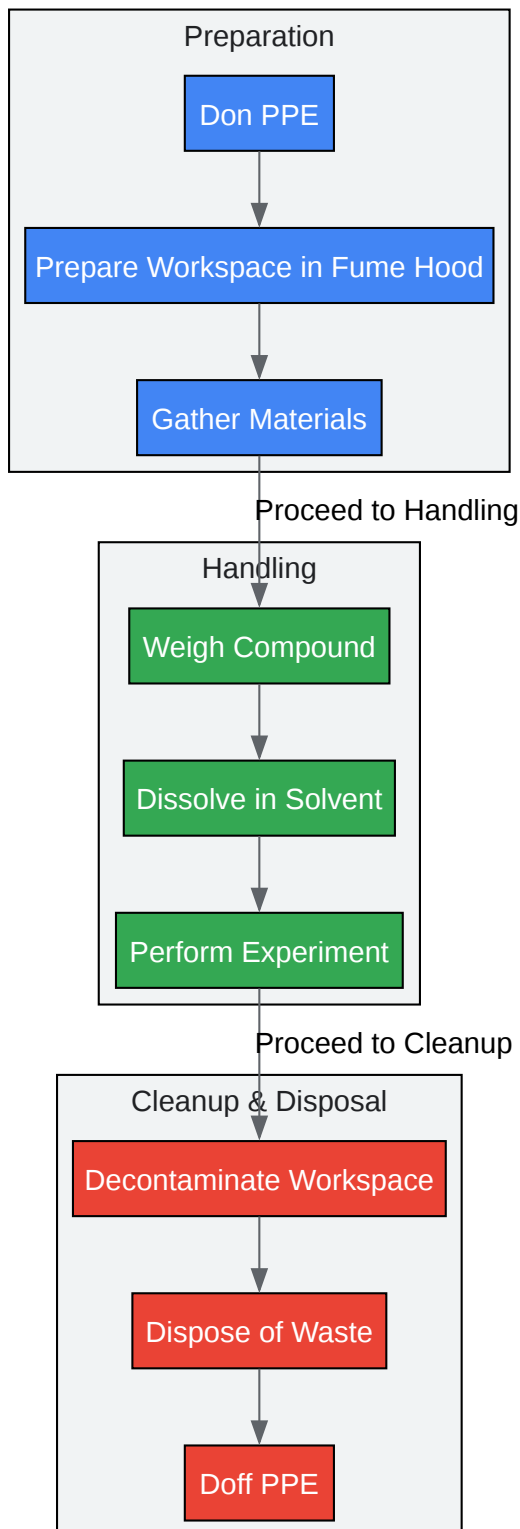 Preparation
Don PPE
Prepare Workspace in Fume Hood
Gather Materials
Proceed to Handling
Handling
Weigh Compound
Dissolve in Solvent
Perform Experiment
Proceed to Cleanup
Cleanup & Disposal
Decontaminate Workspace
Dispose of Waste
Doff PPE